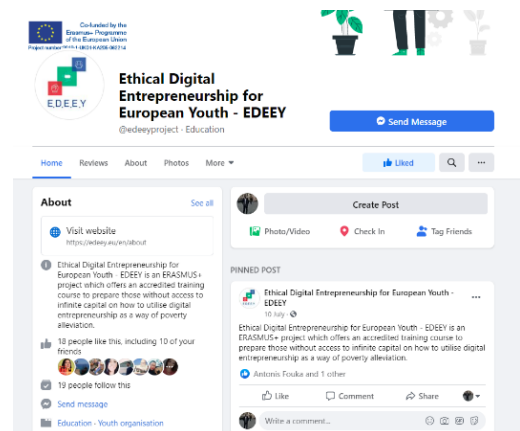 Co-funded by the
Erasmus+ Programme
of the European Union
E,D,E,E,Y
Ethical Digital
Entrepreneurship for
European Youth - EDEEY
@edeeyproject · Education
Send Message
Home Reviews About Photos More
Liked
About See all
Visit website
https://edeey.eu/en/about
Ethical Digital Entrepreneurship for
European Youth - EDEEY is an ERASMUS+
project which offers an accredited training
course to prepare those without access to
infinite capital on how to utilise digital
entrepreneurship as a way of poverty
alleviation.
18 people like this, including 10 of your
friends
19 people follow this
Send message
Education · Youth organisation
Create Post
Photo/Video Check In Tag Friends
PINNED POST
Ethical Digital Entrepreneurship for European Youth -
EDEEY
10 July ·
Ethical Digital Entrepreneurship for European Youth - EDEEY is an
ERASMUS+ project which offers an accredited training course to
prepare those without access to infinite capital on how to utilise digital
entrepreneurship as a way of poverty alleviation.
Antonis Fouka and 1 other
Like Comment Share
Write a comment...